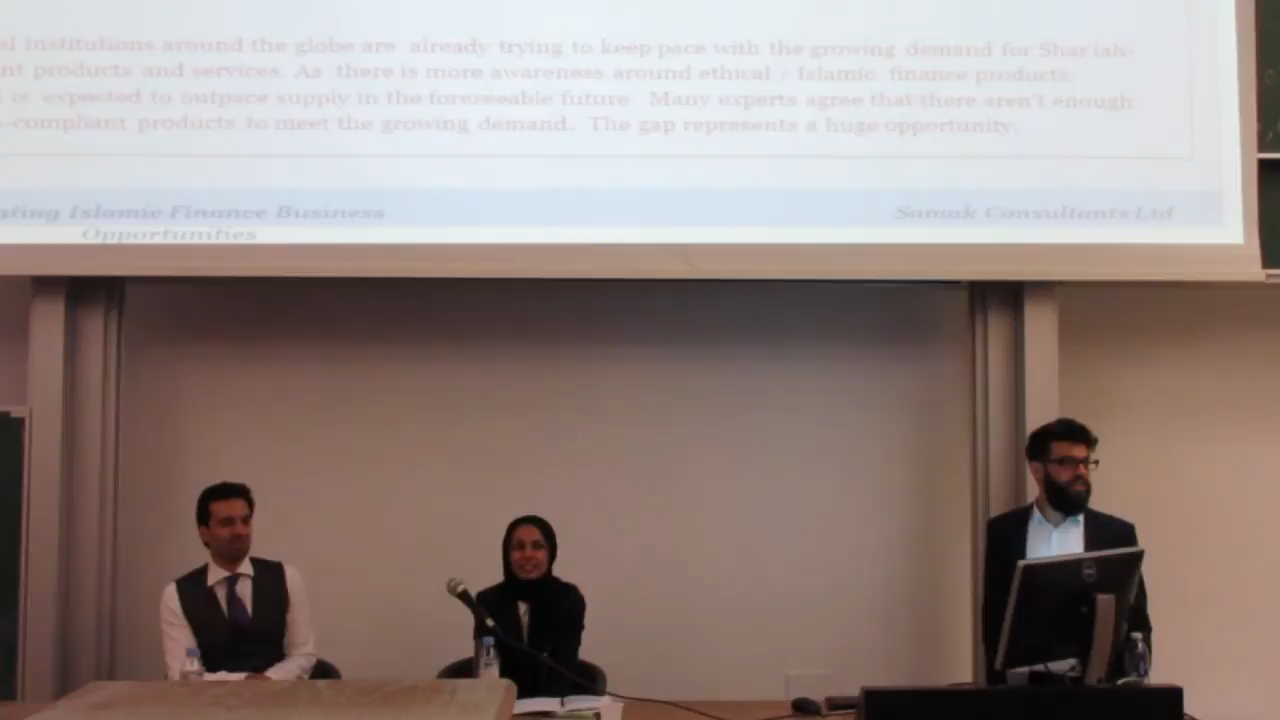 al institutions around the globe are already trying to keep pace with the growing demand for Shar'iah-
nt products and services. As there is more awareness around ethical / Islamic finance products,
is expected to outpace supply in the foreseeable future. Many experts agree that there aren't enough
-compliant products to meet the growing demand. The gap represents a huge opportunity.
ating Islamic Finance Business
Opportunities
Samak Consultants Ltd